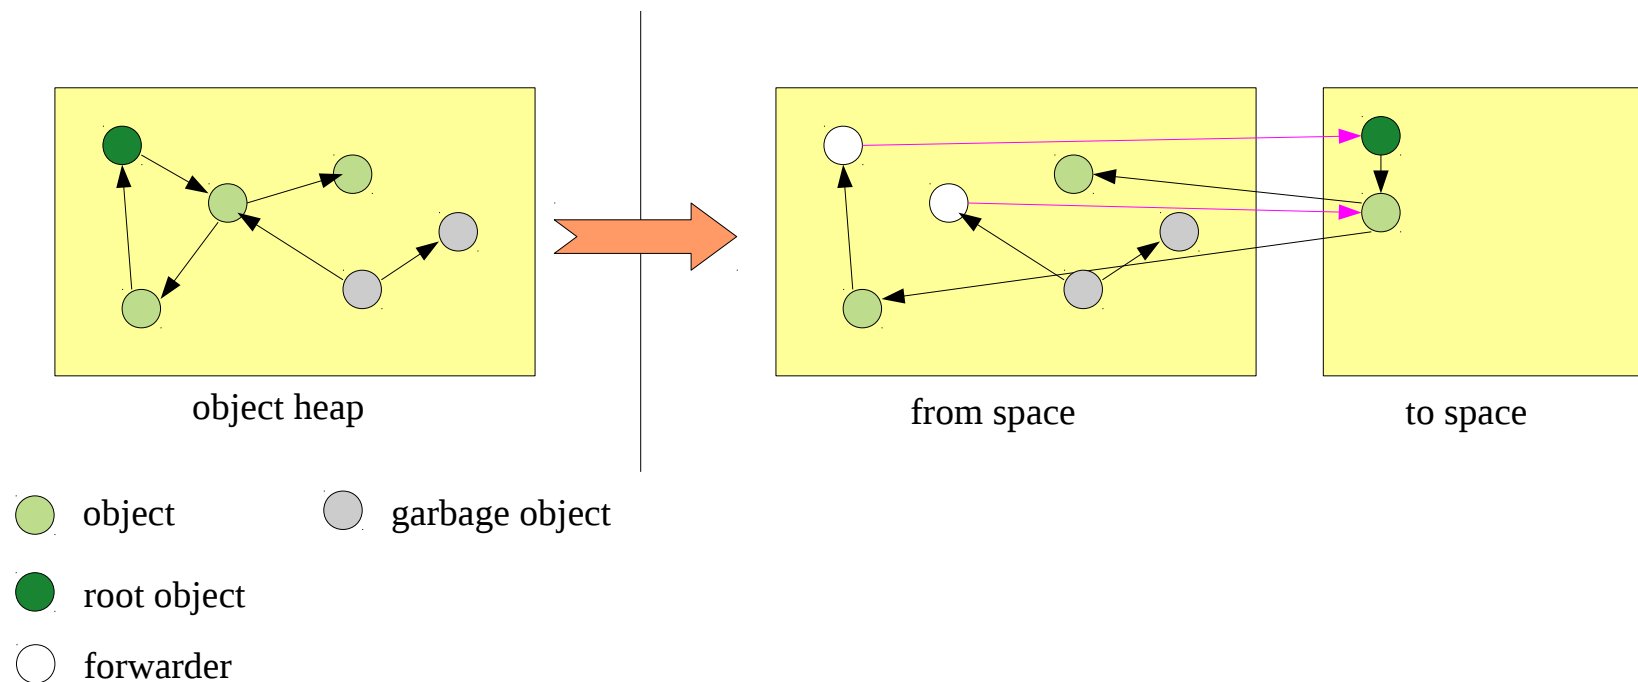 object heap
from space
to space
object
garbage object
root object
forwarder